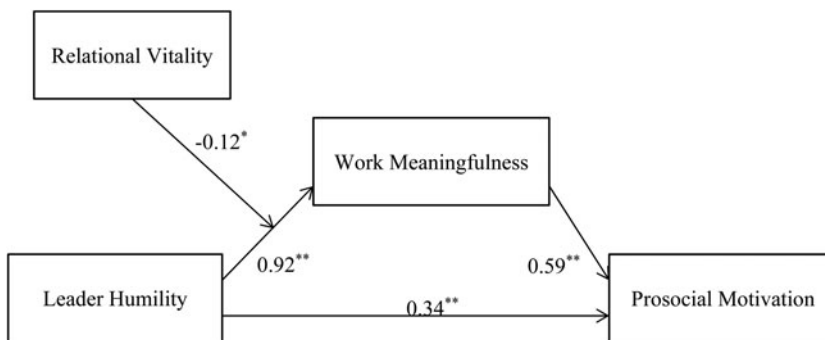 Relational Vitality
-0.12*
Work Meaningfulness
0.92**
0.59**
Leader Humility
0.34**
Prosocial Motivation